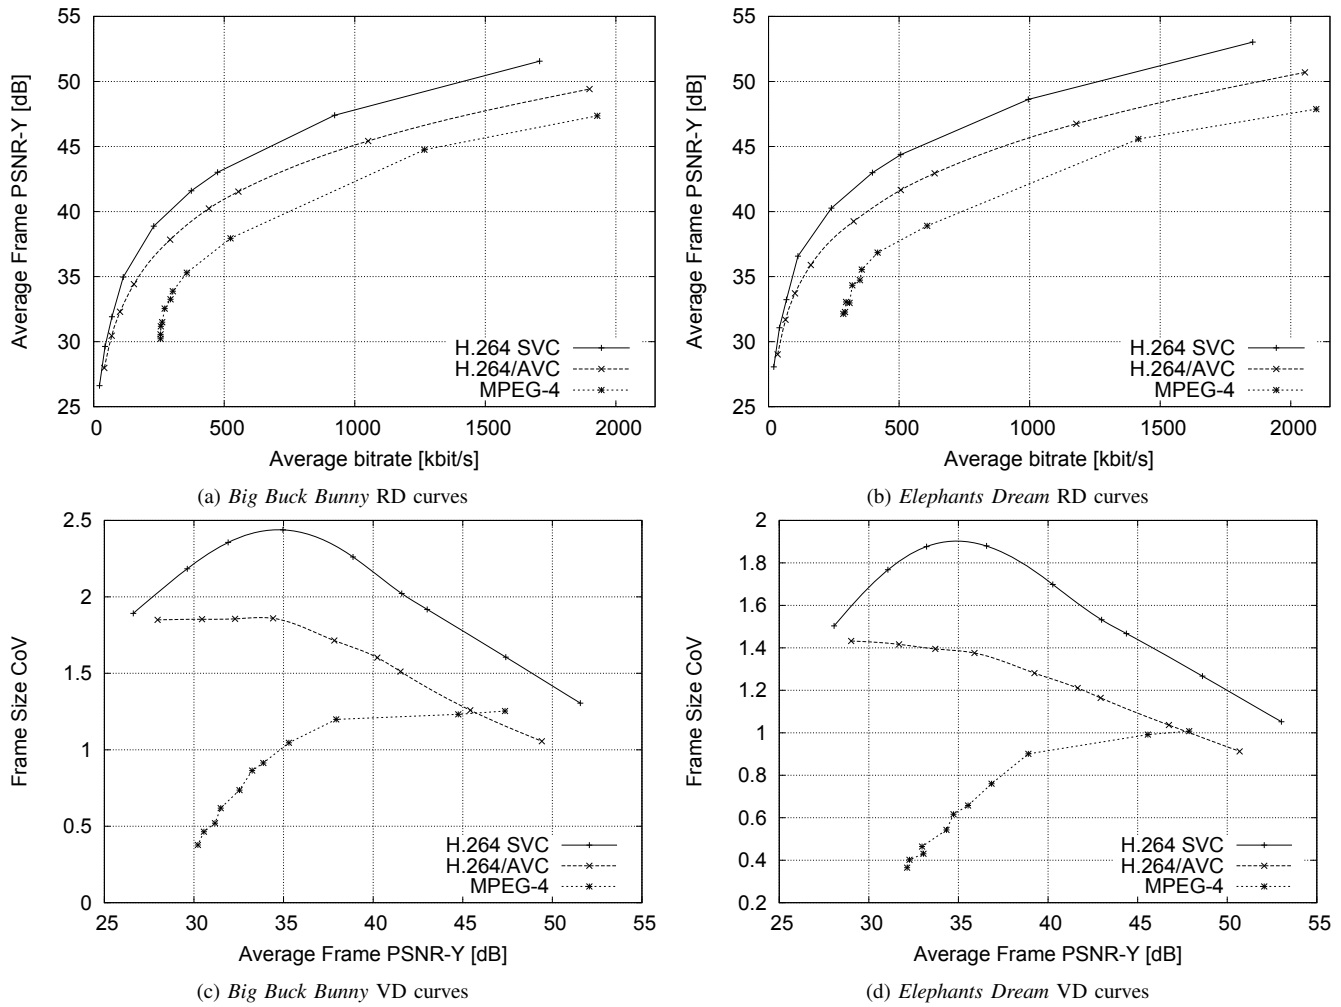 55
50
45
40
35
30
25
Average Frame PSNR-Y [dB]
H.264 SVC
H.264/AVC
MPEG-4
0 500 1000 1500 2000
Average bitrate [kbit/s]
(a) Big Buck Bunny RD curves
55
50
45
40
35
30
25
Average Frame PSNR-Y [dB]
H.264 SVC
H.264/AVC
MPEG-4
0 500 1000 1500 2000
Average bitrate [kbit/s]
(b) Elephants Dream RD curves
2.5
2
1.5
1
0.5
0
Frame Size CoV
H.264 SVC
H.264/AVC
MPEG-4
25 30 35 40 45 50 55
Average Frame PSNR-Y [dB]
(c) Big Buck Bunny VD curves
2
1.8
1.6
1.4
1.2
1
0.8
0.6
0.4
0.2
Frame Size CoV
H.264 SVC
H.264/AVC
MPEG-4
25 30 35 40 45 50 55
Average Frame PSNR-Y [dB]
(d) Elephants Dream VD curves